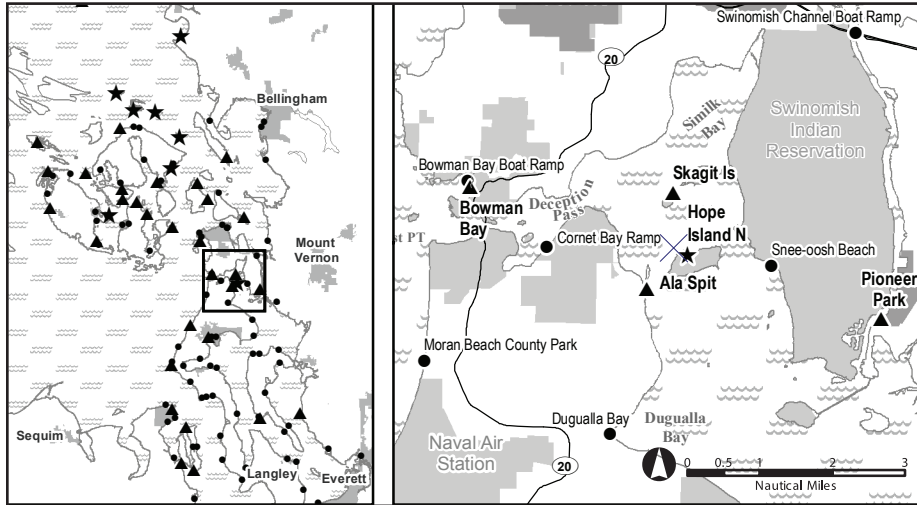 Bellingham
Mount
Vernon
Sequim
Langley
Everett
Swinomish Channel Boat Ramp
20
Swinomish
Indian
Reservation
Similk
Bay
Bowman Bay Boat Ramp
Skagit Is
Deception
Pass
Bowman
Bay
Hope
Island N
st PT
Cornet Bay Ramp
Snee-oosh Beach
Ala Spit
Pioneer
Park
Moran Beach County Park
Dugualla Bay
Dugualla
Bay
Naval Air
Station
20
0 0.5 1 2 3
Nautical Miles